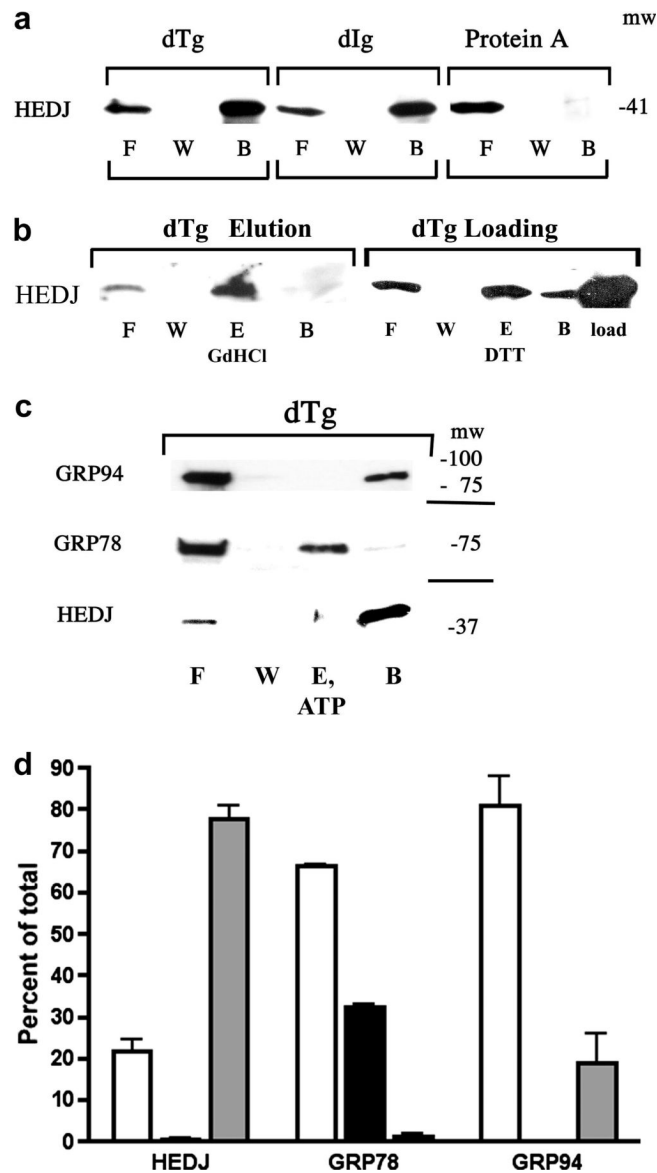 a
mw
dTg dIg Protein A
HEDJ -41
F W B F W B F W B
b
dTg Elution dTg Loading
HEDJ
F W E B F W E B load
GdHCl DTT
c
dTg
mw
GRP94 -100
- 75
GRP78 -75
HEDJ -37
F W E, B
ATP
d
Percent of total
90
80
70
60
50
40
30
20
10
0
HEDJ GRP78 GRP94